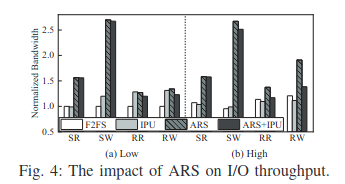 Normalized Bandwidth
2.5
2.0
1.5
1.0
0.5
F2FS IPU ARS ARS+IPU
SR SW RR RW SR SW RR RW
(a) Low (b) High
Fig. 4: The impact of ARS on I/O throughput.